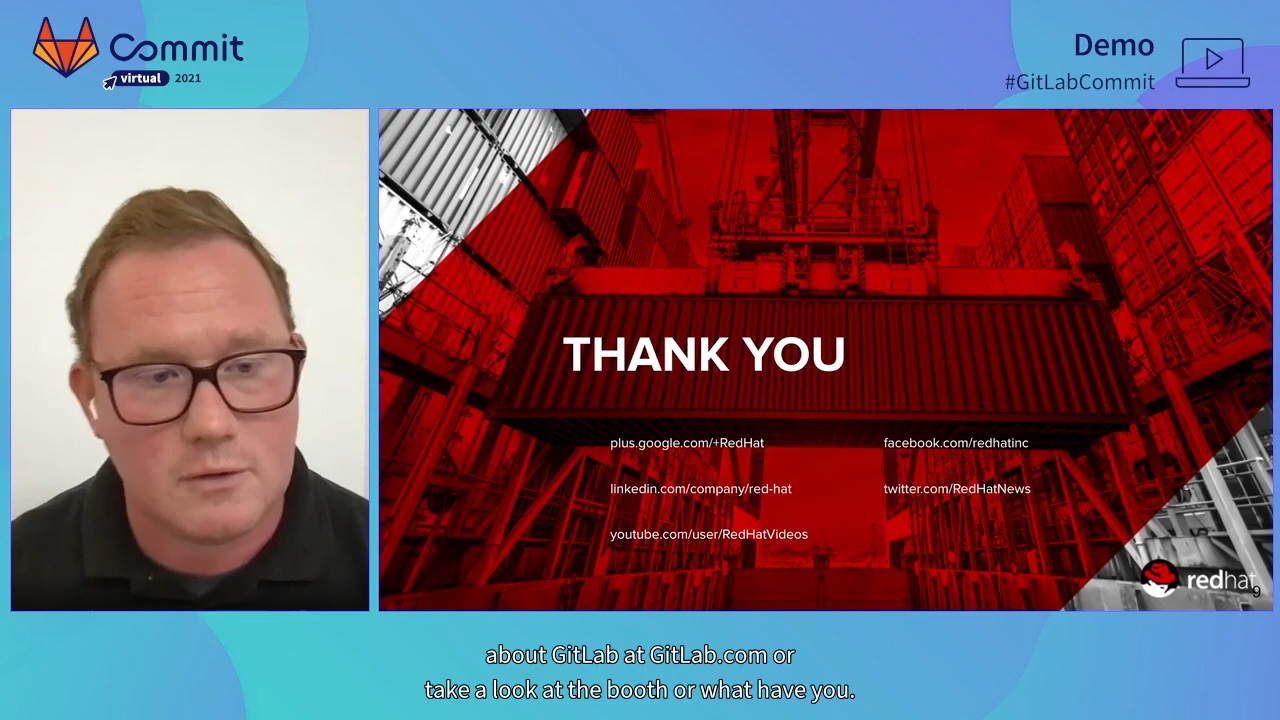 Commit
virtual 2021
Demo
#GitLabCommit
THANK YOU
plus.google.com/+RedHat
facebook.com/redhatinc
linkedin.com/company/red-hat
twitter.com/RedHatNews
youtube.com/user/RedHatVideos
redhat
9
about GitLab at GitLab.com or
take a look at the booth or what have you.